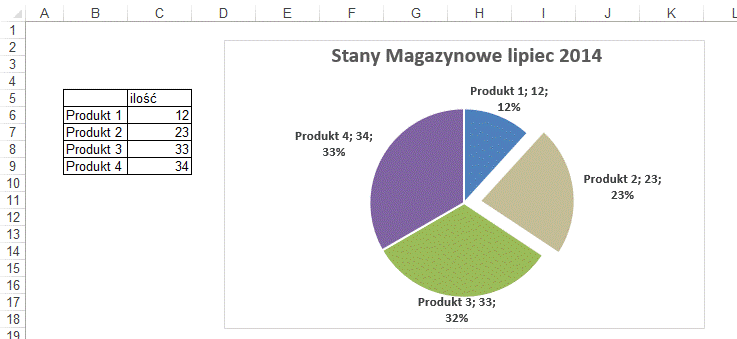 A B C D E F G H I J K L
1
2
3
4
5 ilość
6 Produkt 1 12
7 Produkt 2 23
8 Produkt 3 33
9 Produkt 4 34
10
11
12
13
14
15
16
17
18
19
Stany Magazynowe lipiec 2014
Produkt 1; 12;
12%
Produkt 4; 34;
33%
Produkt 2; 23;
23%
Produkt 3; 33;
32%